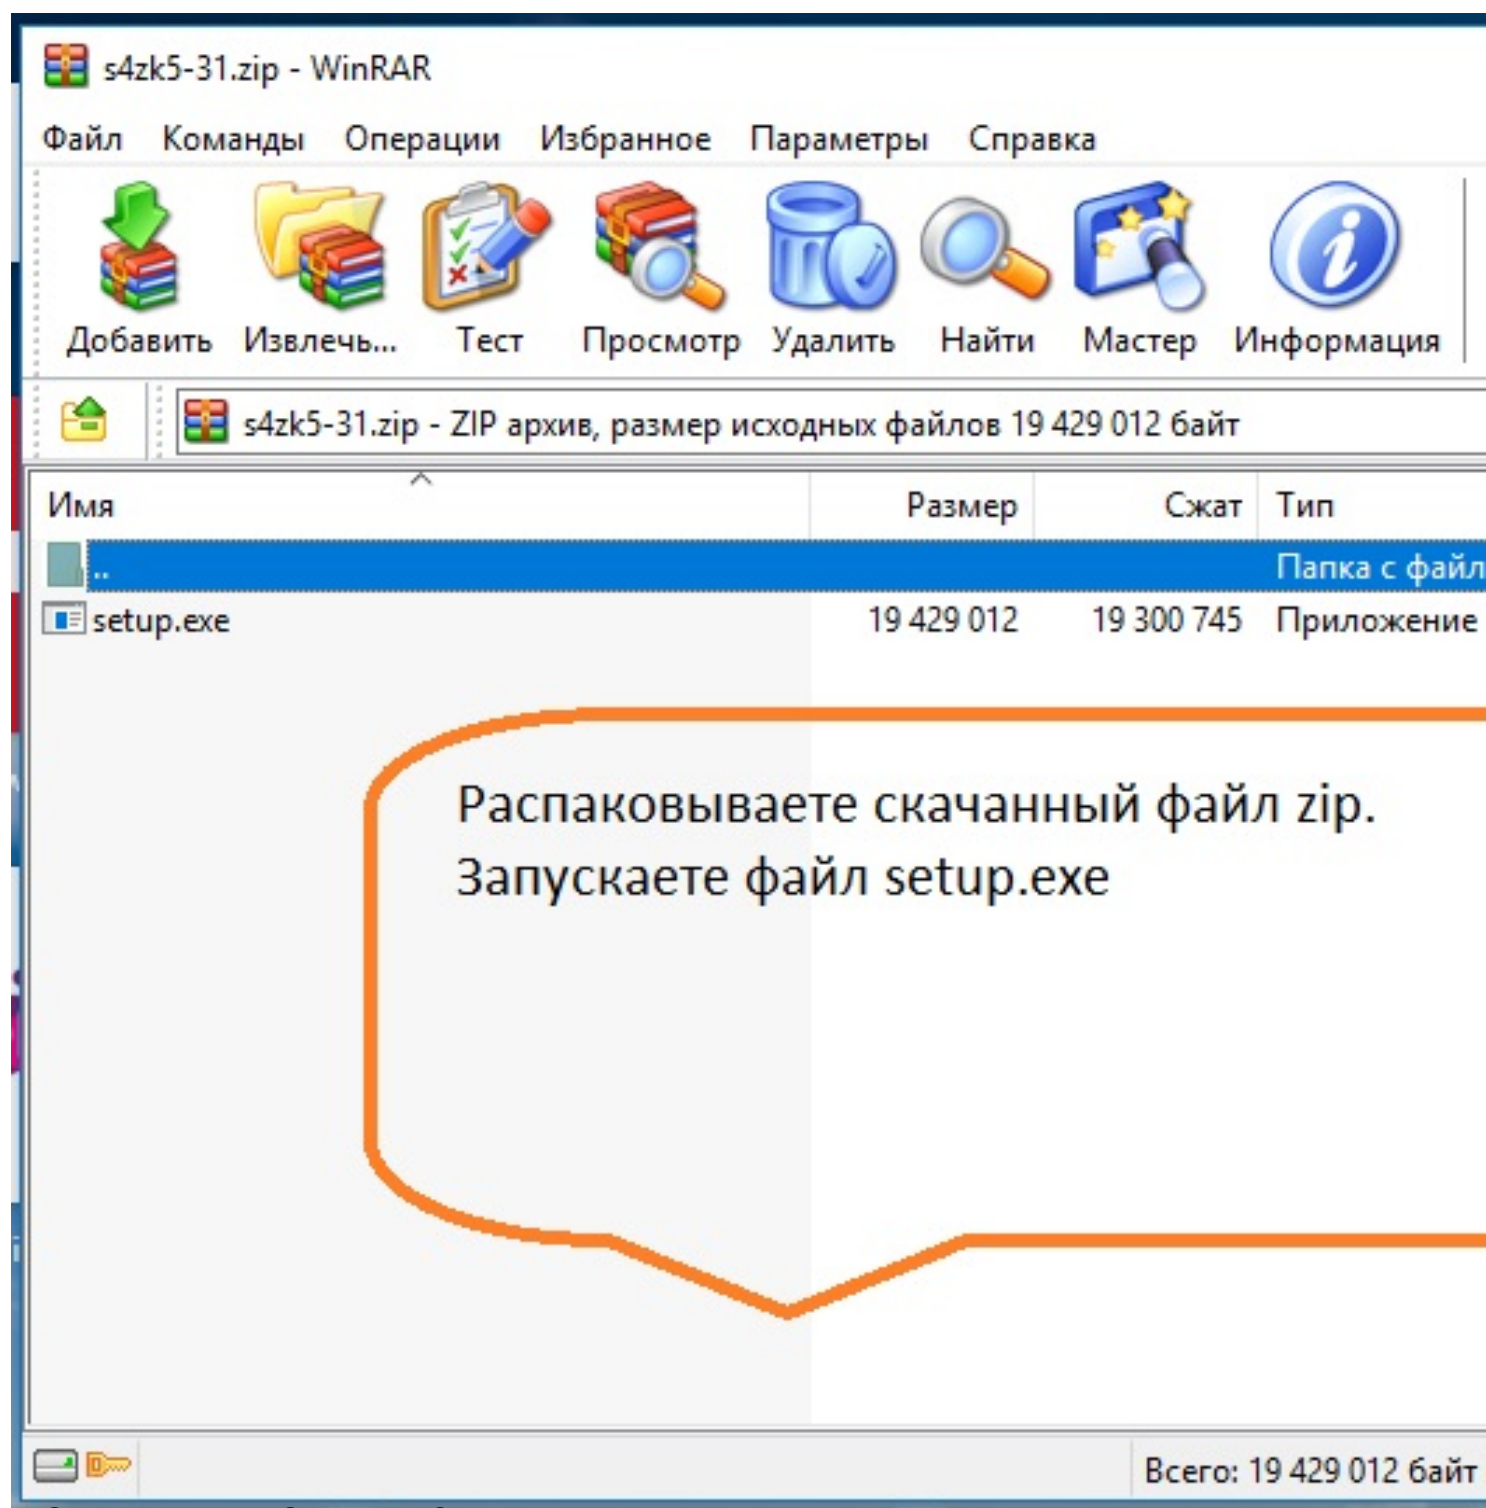 s4zk5-31.zip - WinRAR
Файл Команды Операции Избранное Параметры Справка
Добавить Извлечь... Тест Просмотр Удалить Найти Мастер Информация
s4zk5-31.zip - ZIP архив, размер исходных файлов 19 429 012 байт
Имя Размер Сжат Тип
.. Папка с файл
setup.exe 19 429 012 19 300 745 Приложение
Распаковываете скачанный файл zip.
Запускаете файл setup.exe
Всего: 19 429 012 байт